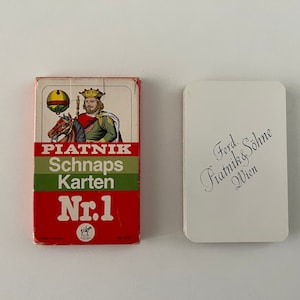 PIATNIK
Schnaps
Karten
Nr.1
Ferd.
Piatnik & Söhne
Wien